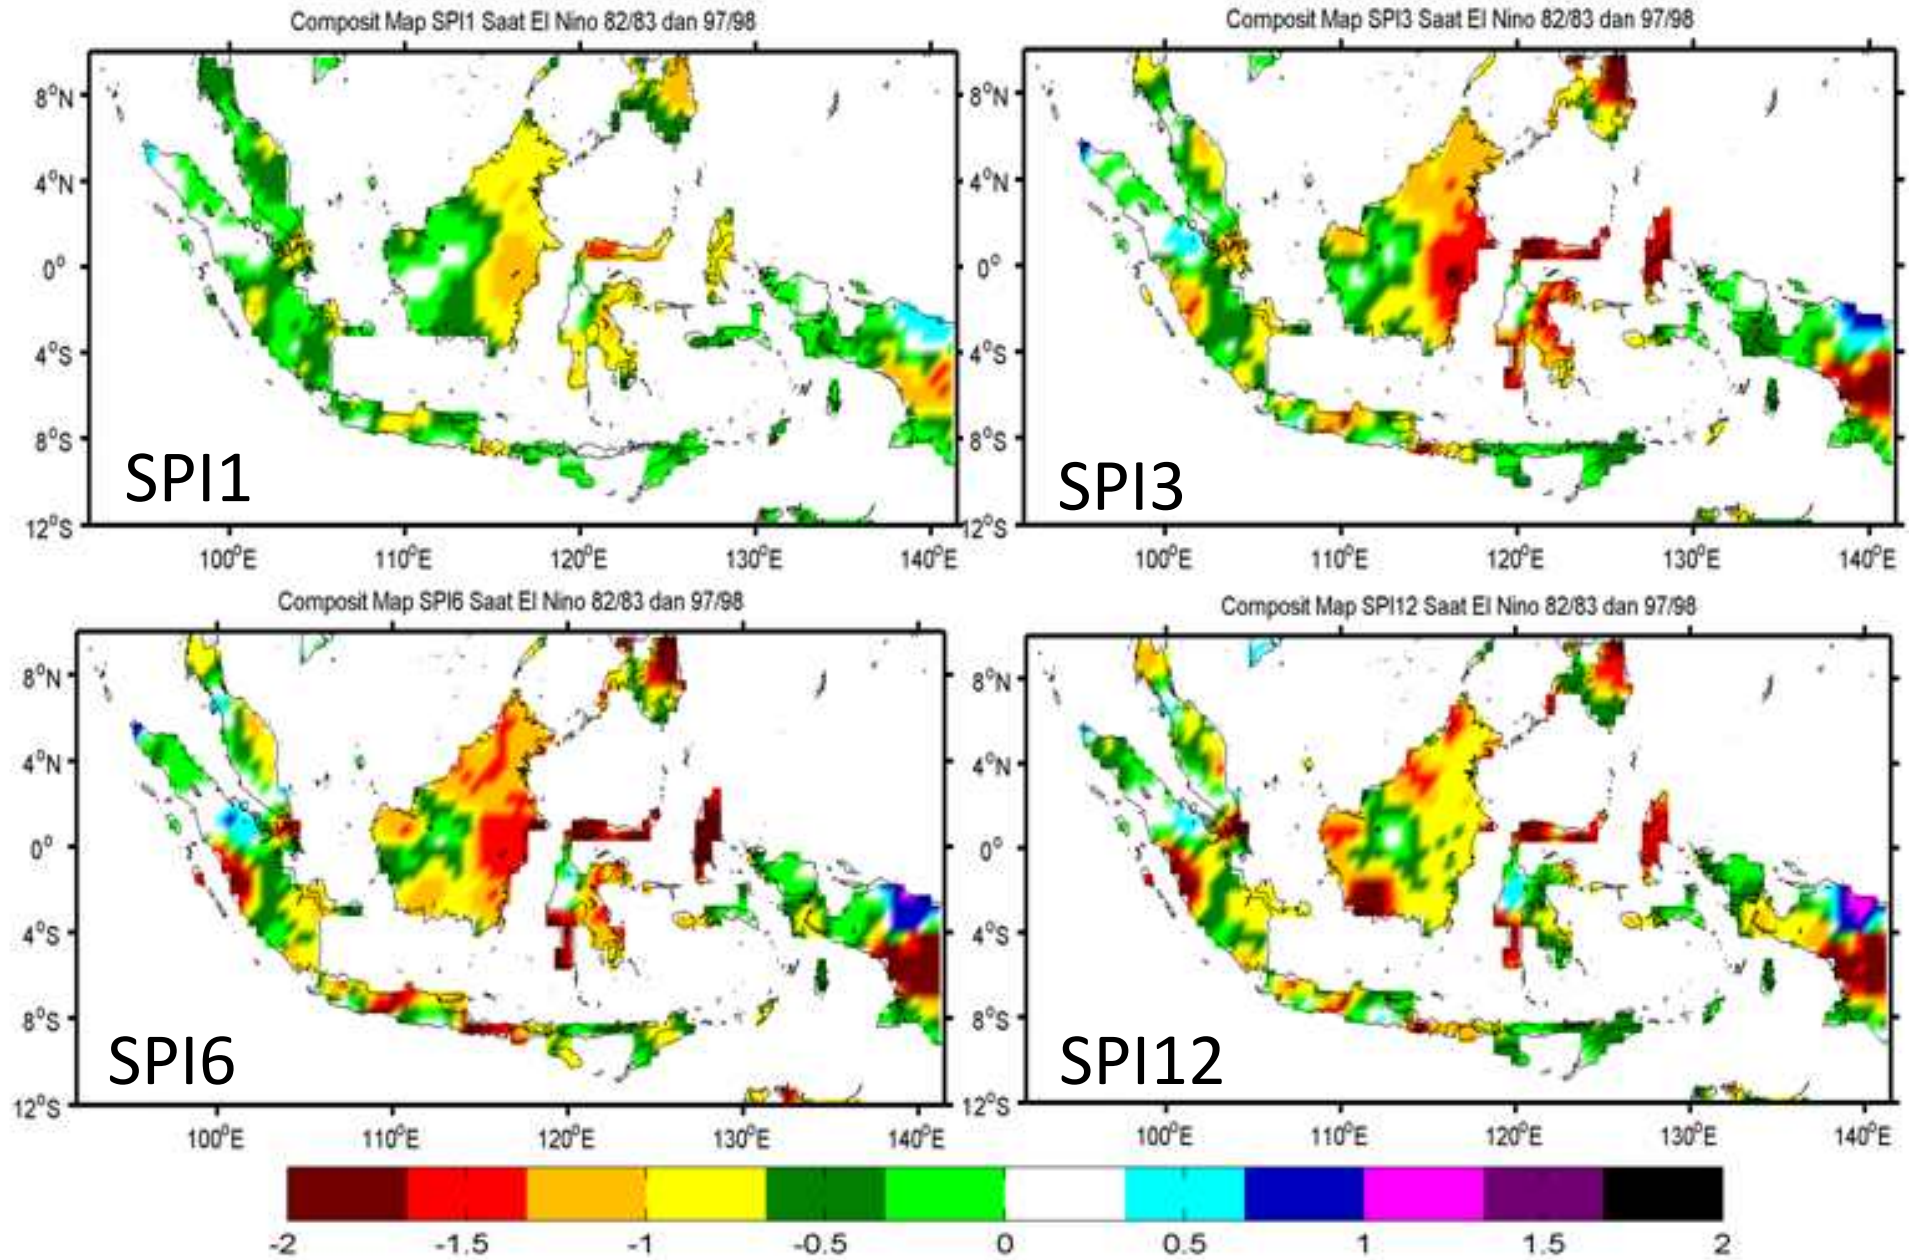 Composit Map SPI1 Saat El Nino 82/83 dan 97/98
8°N
4°N
0°
4°S
8°S
12°S
100°E 110°E 120°E 130°E 140°E
SPI1
Composit Map SPI3 Saat El Nino 82/83 dan 97/98
8°N
4°N
0°
4°S
8°S
12°S
100°E 110°E 120°E 130°E 140°E
SPI3
Composit Map SPI6 Saat El Nino 82/83 dan 97/98
8°N
4°N
0°
4°S
8°S
12°S
100°E 110°E 120°E 130°E 140°E
SPI6
Composit Map SPI12 Saat El Nino 82/83 dan 97/98
8°N
4°N
0°
4°S
8°S
12°S
100°E 110°E 120°E 130°E 140°E
SPI12
-2 -1.5 -1 -0.5 0 0.5 1 1.5 2